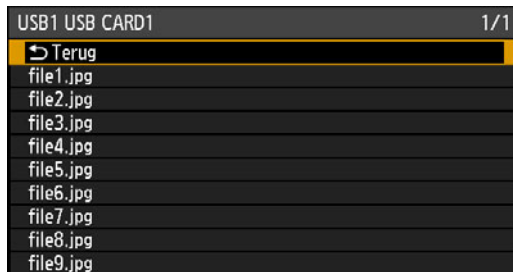 USB1 USB CARD1 1/1
Terug
file1.jpg
file2.jpg
file3.jpg
file4.jpg
file5.jpg
file6.jpg
file7.jpg
file8.jpg
file9.jpg